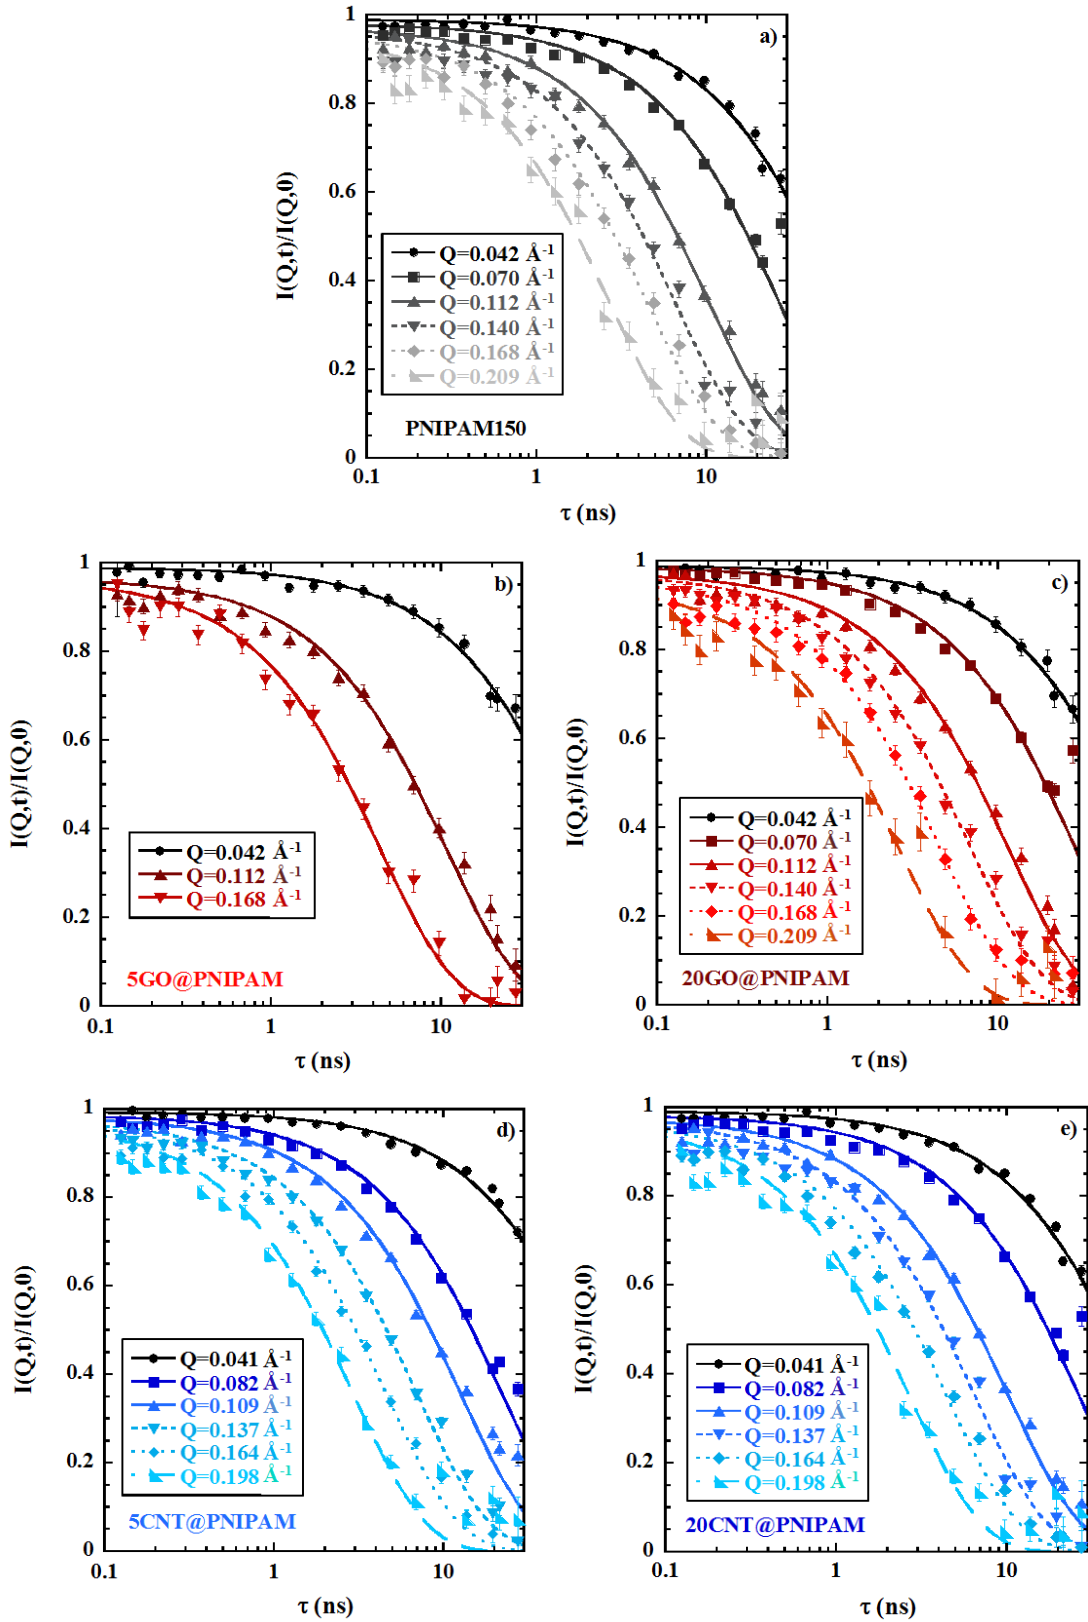 a)
1
0.8
0.6
0.4
0.2
0
I(Q,t)/I(Q,0)
Q=0.042 Å⁻¹
Q=0.070 Å⁻¹
Q=0.112 Å⁻¹
Q=0.140 Å⁻¹
Q=0.168 Å⁻¹
Q=0.209 Å⁻¹
PNIPAM150
0.1 1 10
τ (ns)
b)
1
0.8
0.6
0.4
0.2
0
I(Q,t)/I(Q,0)
Q=0.042 Å⁻¹
Q=0.112 Å⁻¹
Q=0.168 Å⁻¹
5GO@PNIPAM
0.1 1 10
τ (ns)
c)
1
0.8
0.6
0.4
0.2
0
I(Q,t)/I(Q,0)
Q=0.042 Å⁻¹
Q=0.070 Å⁻¹
Q=0.112 Å⁻¹
Q=0.140 Å⁻¹
Q=0.168 Å⁻¹
Q=0.209 Å⁻¹
20GO@PNIPAM
0.1 1 10
τ (ns)
d)
1
0.8
0.6
0.4
0.2
0
I(Q,t)/I(Q,0)
Q=0.041 Å⁻¹
Q=0.082 Å⁻¹
Q=0.109 Å⁻¹
Q=0.137 Å⁻¹
Q=0.164 Å⁻¹
Q=0.198 Å⁻¹
5CNT@PNIPAM
0.1 1 10
τ (ns)
e)
1
0.8
0.6
0.4
0.2
0
I(Q,t)/I(Q,0)
Q=0.041 Å⁻¹
Q=0.082 Å⁻¹
Q=0.109 Å⁻¹
Q=0.137 Å⁻¹
Q=0.164 Å⁻¹
Q=0.198 Å⁻¹
20CNT@PNIPAM
0.1 1 10
τ (ns)